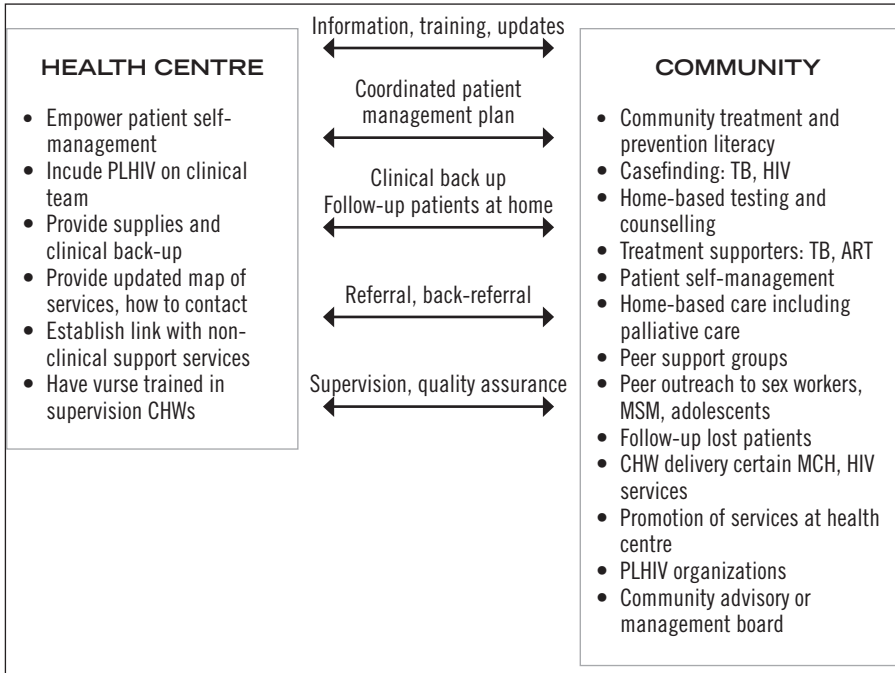 HEALTH CENTRE
• Empower patient self-
management
• Incude PLHIV on clinical
team
• Provide supplies and
clinical back-up
• Provide updated map of
services, how to contact
• Establish link with non-
clinical support services
• Have vurse trained in
supervision CHWs
Information, training, updates
Coordinated patient
management plan
Clinical back up
Follow-up patients at home
Referral, back-referral
Supervision, quality assurance
COMMUNITY
• Community treatment and
prevention literacy
• Casefinding: TB, HIV
• Home-based testing and
counselling
• Treatment supporters: TB, ART
• Patient self-management
• Home-based care including
palliative care
• Peer support groups
• Peer outreach to sex workers,
MSM, adolescents
• Follow-up lost patients
• CHW delivery certain MCH, HIV
services
• Promotion of services at health
centre
• PLHIV organizations
• Community advisory or
management board